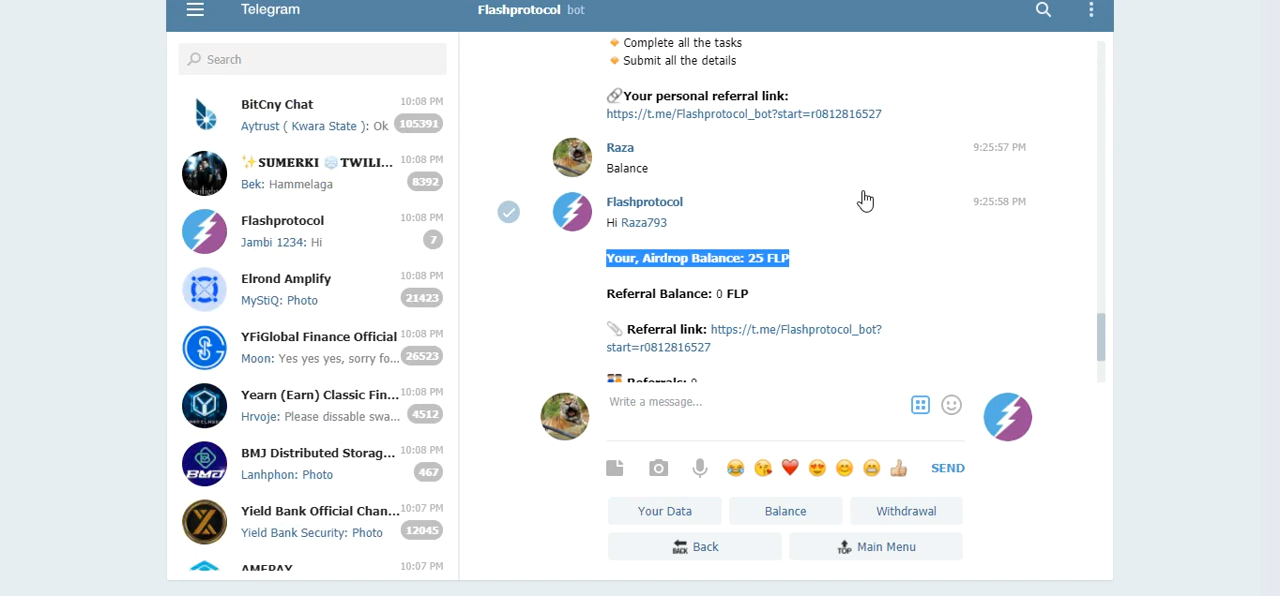 Telegram
Flashprotocol bot
Search
BitCny Chat 10:08 PM
Aytrust ( Kwara State ): Ok 105391
✨SUMERKI ❄️TWILI... 10:08 PM
Bek: Hammelaga 8392
Flashprotocol 10:08 PM
Jambi 1234: Hi 7
Elrond Amplify 10:08 PM
MyStiQ: Photo 21423
YFiGlobal Finance Official 10:08 PM
Moon: Yes yes yes, sorry fo... 26523
Yearn (Earn) Classic Fin... 10:08 PM
Hrvoje: Please dissable swa... 4512
BMJ Distributed Storag... 10:08 PM
Lanhphon: Photo 467
Yield Bank Official Chan... 10:07 PM
Yield Bank Security: Photo 12045
AMEPAY 10:07 PM
🔸 Complete all the tasks
🔸 Submit all the details
🔗Your personal referral link:
https://t.me/Flashprotocol_bot?start=r0812816527
Raza 9:25:57 PM
Balance
Flashprotocol 9:25:58 PM
Hi Raza793
Your, Airdrop Balance: 25 FLP
Referral Balance: 0 FLP
📎 Referral link: https://t.me/Flashprotocol_bot?
start=r0812816527
Referrals: 0
Write a message...
SEND
Your Data
Balance
Withdrawal
BACK Back
TOP Main Menu
BMJ